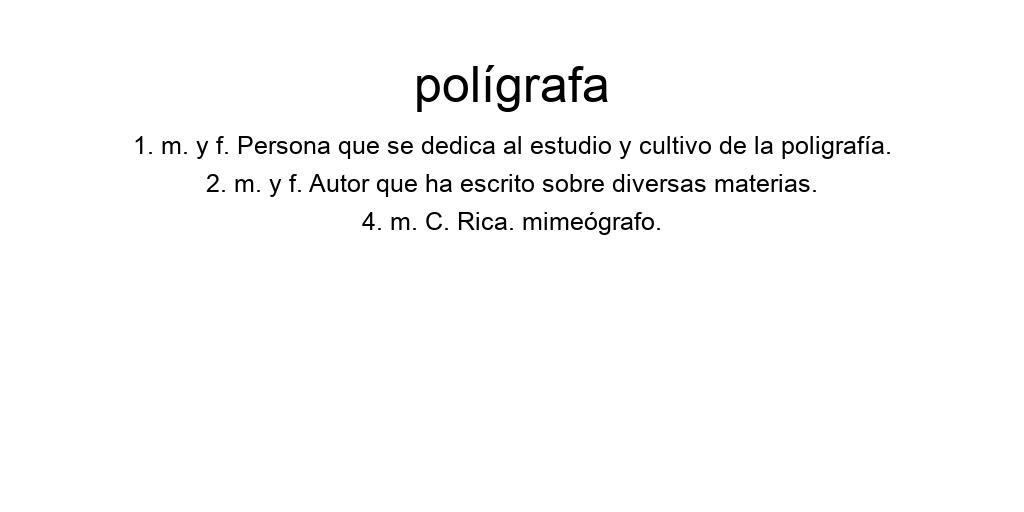 polígrafa
1. m. y f. Persona que se dedica al estudio y cultivo de la poligrafía.
2. m. y f. Autor que ha escrito sobre diversas materias.
4. m. C. Rica. mimeógrafo.